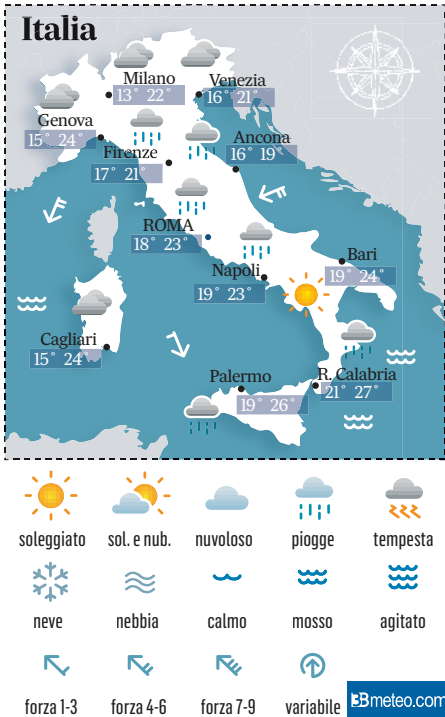 Italia
Milano
13° 22°
Venezia
16° 21°
Genova
15° 24°
Firenze
17° 21°
Ancona
16° 19°
ROMA
18° 23°
Napoli
19° 23°
Bari
19° 24°
Cagliari
15° 24°
Palermo
19° 26°
R. Calabria
21° 27°
soleggiato
sol. e nub.
nuvoloso
piogge
tempesta
neve
nebbia
calmo
mosso
agitato
forza 1-3
forza 4-6
forza 7-9
variabile
3Bmeteo.com